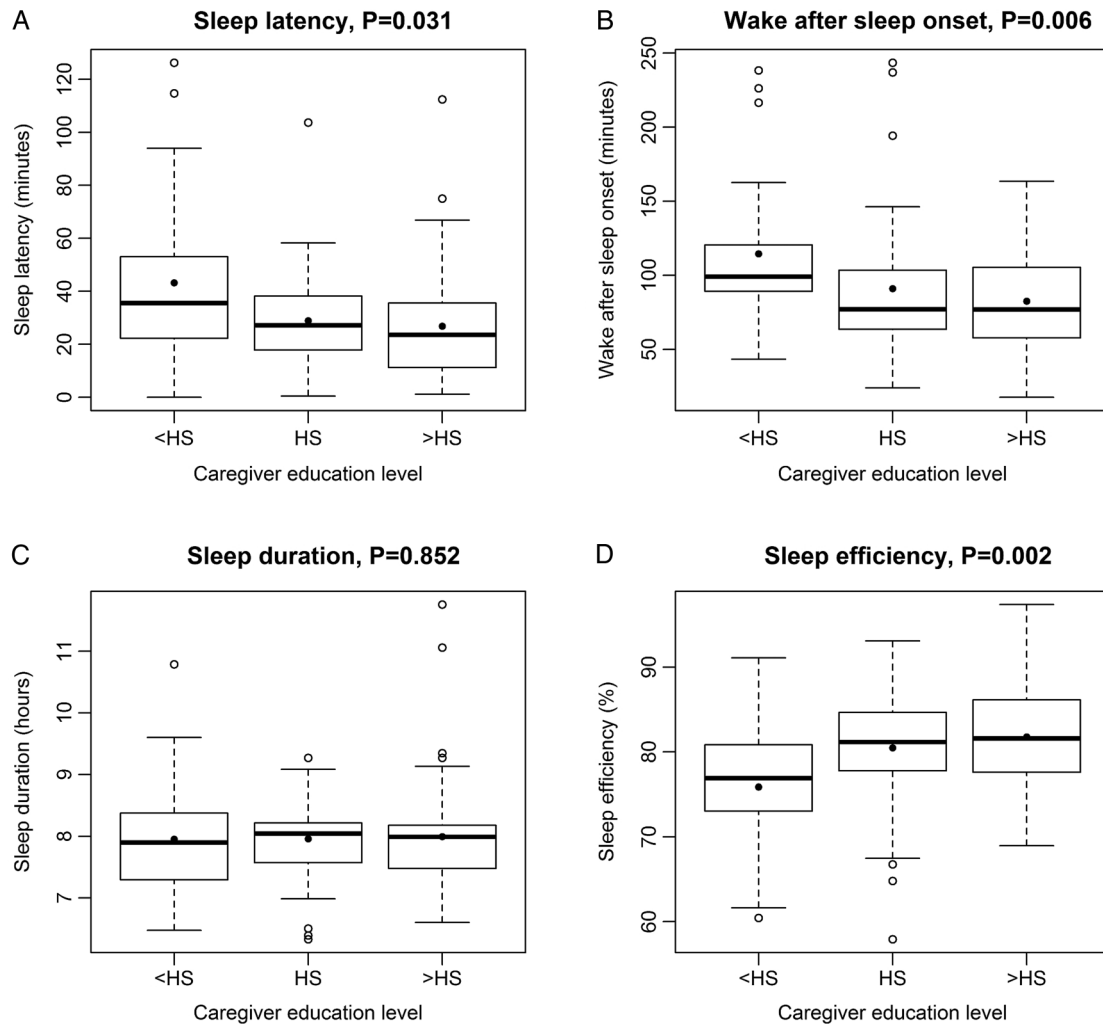 A
Sleep latency, P=0.031
Sleep latency (minutes)
120
100
80
60
40
20
0
<HS HS >HS
Caregiver education level
B
Wake after sleep onset, P=0.006
Wake after sleep onset (minutes)
250
200
150
100
50
<HS HS >HS
Caregiver education level
C
Sleep duration, P=0.852
Sleep duration (hours)
11
10
9
8
7
<HS HS >HS
Caregiver education level
D
Sleep efficiency, P=0.002
Sleep efficiency (%)
90
80
70
60
<HS HS >HS
Caregiver education level